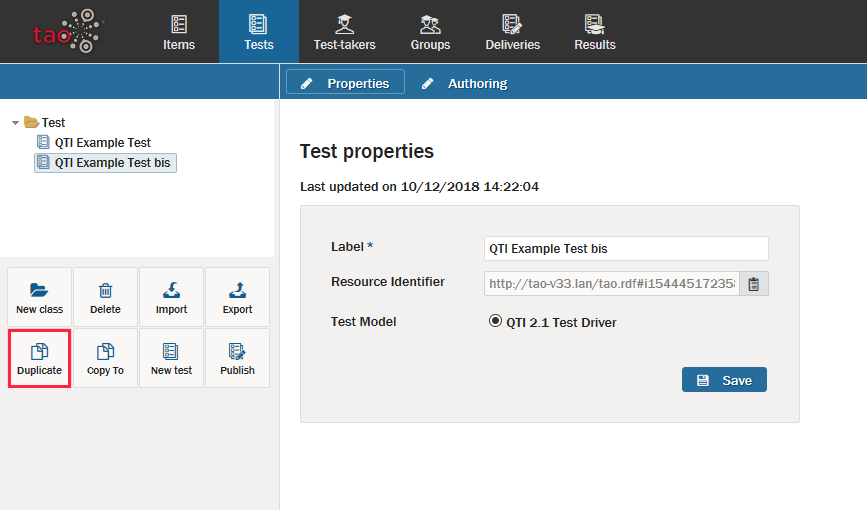 tao
Items
Tests
Test-takers
Groups
Deliveries
Results
Properties
Authoring
Test
QTI Example Test
QTI Example Test bis
Test properties
Last updated on 10/12/2018 14:22:04
Label *
QTI Example Test bis
Resource Identifier
http://tao-v33.lan/tao.rdf#i154445172358
Test Model
QTI 2.1 Test Driver
Save
New class
Delete
Import
Export
Duplicate
Copy To
New test
Publish